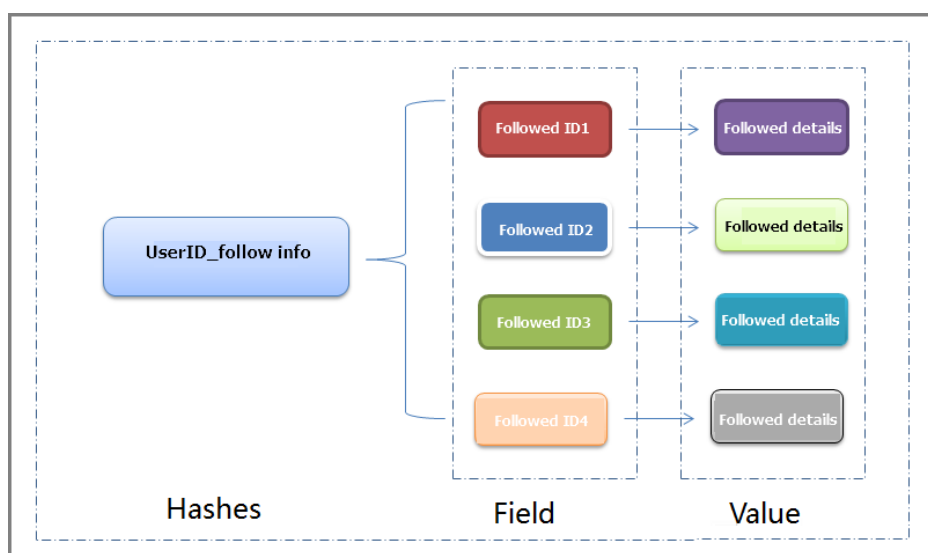 Followed ID1
Followed details
UserID_follow info
Followed ID2
Followed details
Followed ID3
Followed details
Followed ID4
Followed details
Hashes
Field
Value